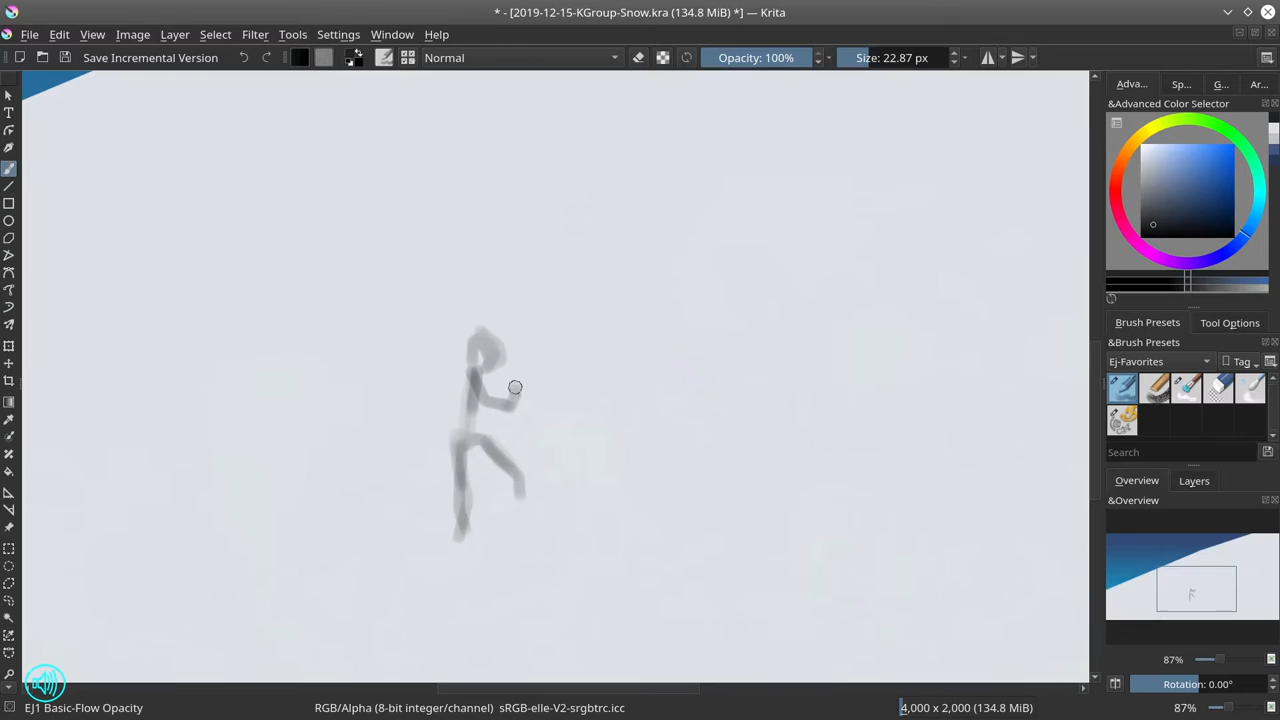 * - [2019-12-15-KGroup-Snow.kra (134.8 MiB) *] — Krita
File Edit View Image Layer Select Filter Tools Settings Window Help
Save Incremental Version Normal Opacity: 100% Size: 22.87 px
Adva... Sp... G... Ar...
&Advanced Color Selector
Brush Presets Tool Options
&Brush Presets
Ej-Favorites Tag
Search
Overview Layers
&Overview
87%
Rotation: 0.00°
EJ1 Basic-Flow Opacity RGB/Alpha (8-bit integer/channel) sRGB-elle-V2-srgbtrc.icc 4,000 x 2,000 (134.8 MiB) 87%